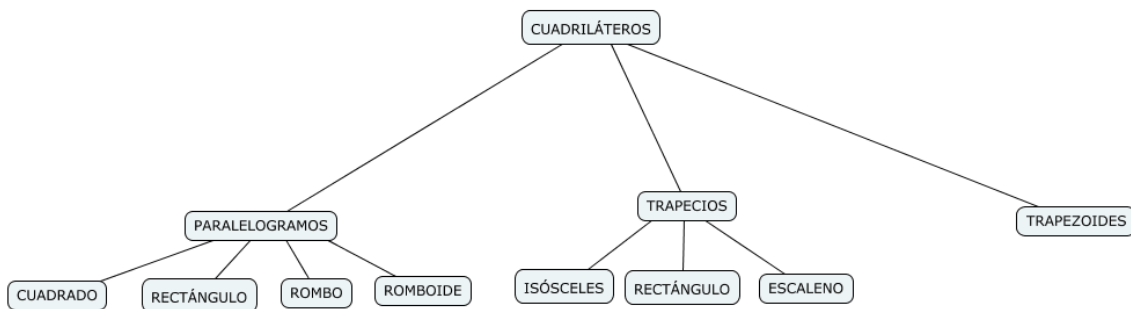 CUADRILÁTEROS
PARALELOGRAMOS
TRAPECIOS
TRAPEZOIDES
CUADRADO
RECTÁNGULO
ROMBO
ROMBOIDE
ISÓSCELES
RECTÁNGULO
ESCALENO